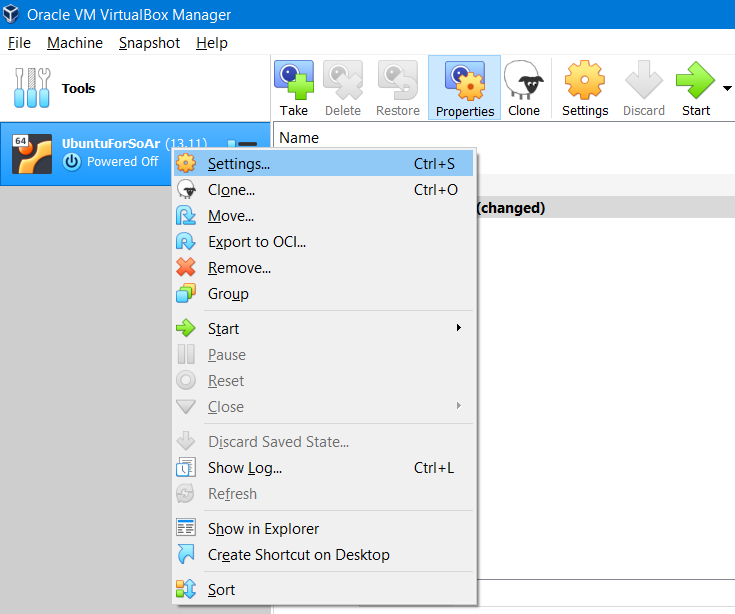 Oracle VM VirtualBox Manager
File Machine Snapshot Help
Tools
Take Delete Restore Properties Clone Settings Discard Start
64
UbuntuForSoAr (13.11)
Powered Off
Name
(changed)
Settings... Ctrl+S
Clone... Ctrl+O
Move...
Export to OCI...
Remove...
Group
Start
Pause
Reset
Close
Discard Saved State...
Show Log... Ctrl+L
Refresh
Show in Explorer
Create Shortcut on Desktop
Sort